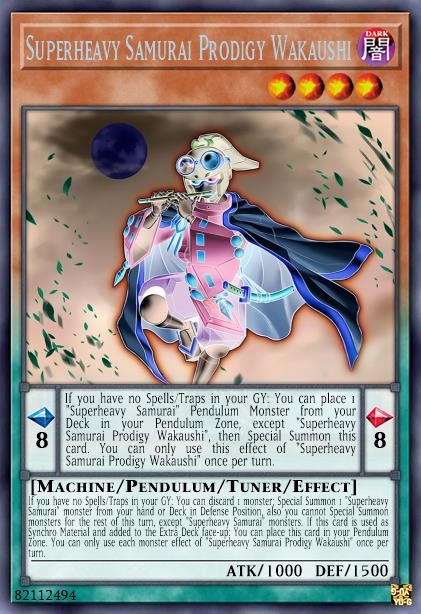 SUPERHEAVY SAMURAI PRODIGY WAKAUSHI
DARK
闇
If you have no Spells/Traps in your GY: You can place 1
"Superheavy Samurai" Pendulum Monster from your
Deck in your Pendulum Zone, except "Superheavy
Samurai Prodigy Wakaushi", then Special Summon this
card. You can only use this effect of "Superheavy
Samurai Prodigy Wakaushi" once per turn.
8
8
[MACHINE/PENDULUM/TUNER/EFFECT]
If you have no Spells/Traps in your GY: You can discard 1 monster; Special Summon 1 "Superheavy
Samurai" monster from your hand or Deck in Defense Position, also you cannot Special Summon
monsters for the rest of this turn, except "Superheavy Samurai" monsters. If this card is used as
Synchro Material and added to the Extra Deck face-up: You can place this card in your Pendulum
Zone. You can only use each monster effect of "Superheavy Samurai Prodigy Wakaushi" once per
turn.
ATK/1000 DEF/1500
82112494